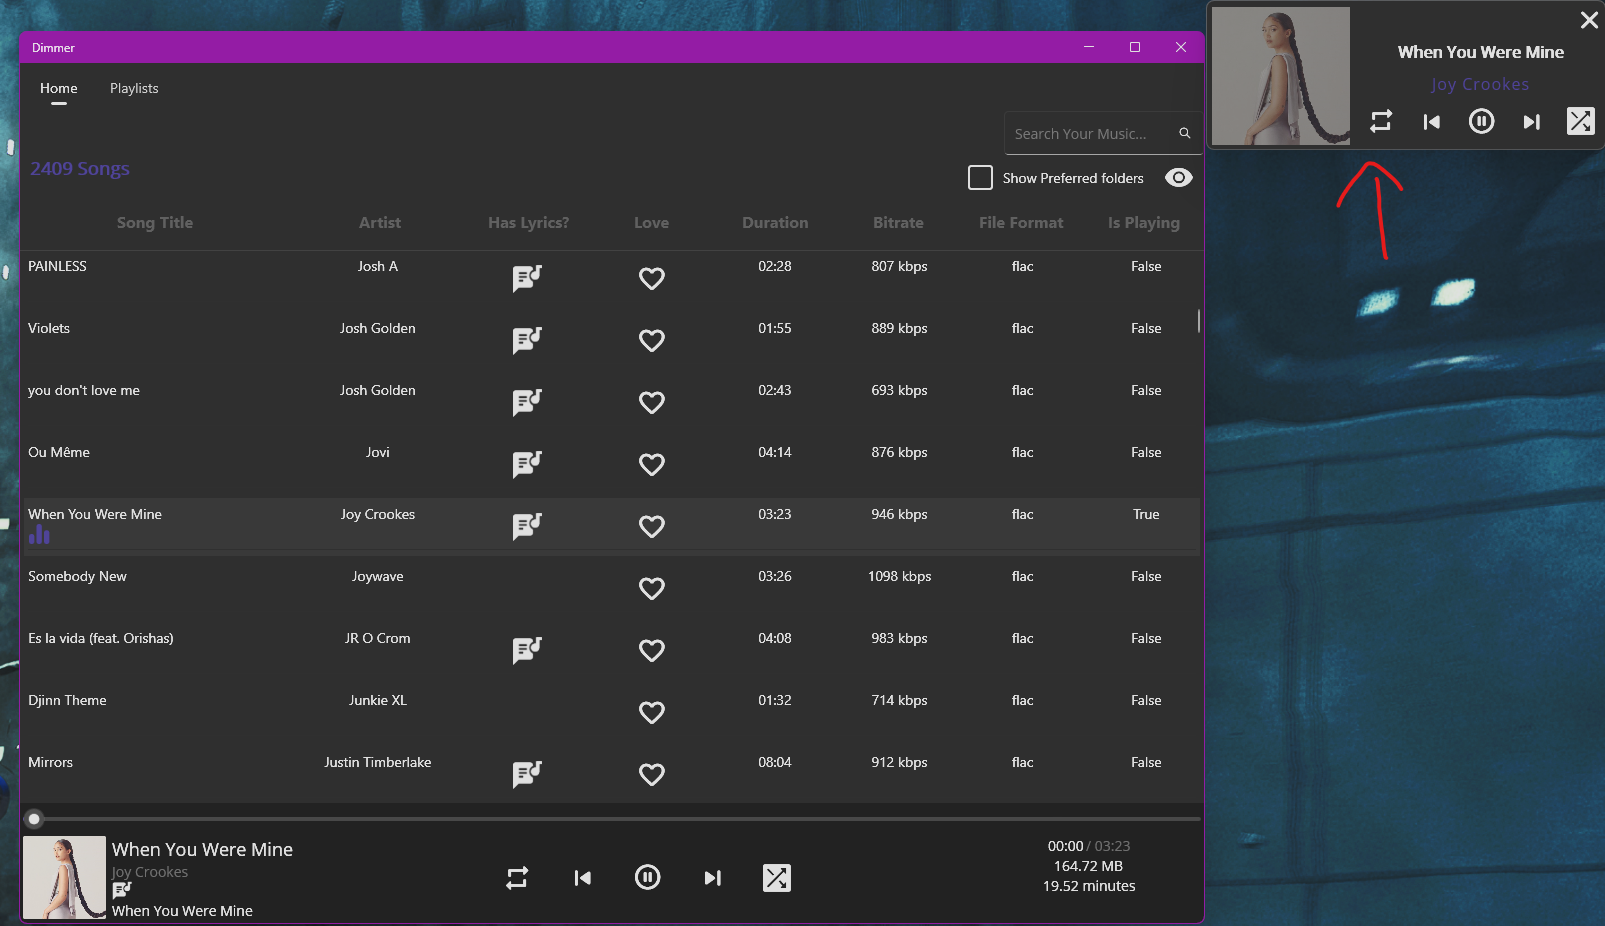 Dimmer
Home Playlists
Search Your Music...
2409 Songs
Show Preferred folders
Song Title Artist Has Lyrics? Love Duration Bitrate File Format Is Playing
PAINLESS Josh A 02:28 807 kbps flac False
Violets Josh Golden 01:55 889 kbps flac False
you don't love me Josh Golden 02:43 693 kbps flac False
Ou Même Jovi 04:14 876 kbps flac False
When You Were Mine Joy Crookes 03:23 946 kbps flac True
Somebody New Joywave 03:26 1098 kbps flac False
Es la vida (feat. Orishas) JR O Crom 04:08 983 kbps flac False
Djinn Theme Junkie XL 01:32 714 kbps flac False
Mirrors Justin Timberlake 08:04 912 kbps flac False
When You Were Mine
Joy Crookes
When You Were Mine
00:00 / 03:23
164.72 MB
19.52 minutes
When You Were Mine
Joy Crookes